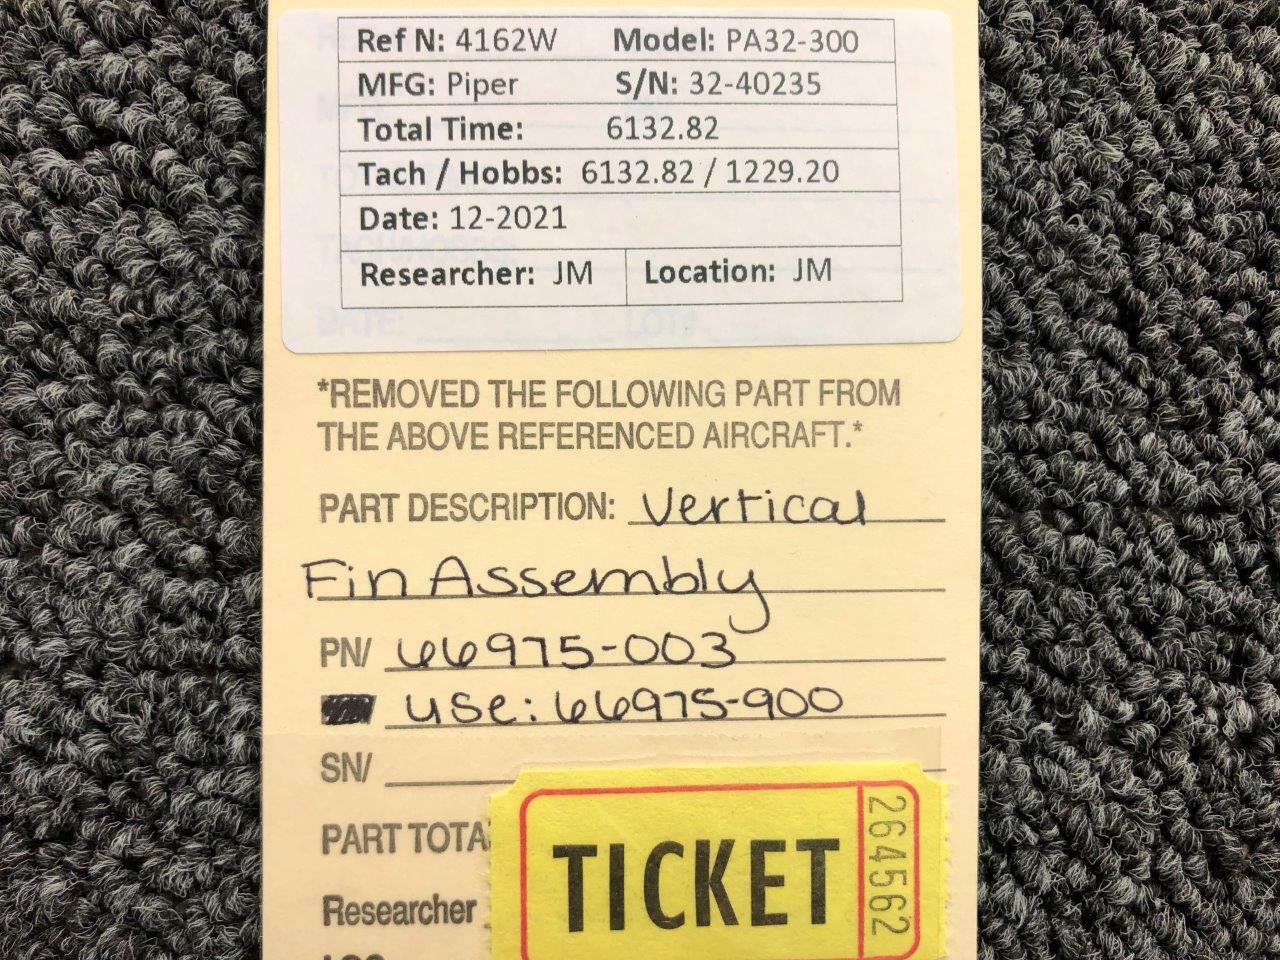 Ref N: 4162W Model: PA32-300
MFG: Piper S/N: 32-40235
Total Time: 6132.82
Tach / Hobbs: 6132.82 / 1229.20
Date: 12-2021
Researcher: JM Location: JM
DATE: LOT#
*REMOVED THE FOLLOWING PART FROM
THE ABOVE REFERENCED AIRCRAFT.*
PART DESCRIPTION: Vertical
Fin Assembly
PN/ 66975-003
use: 66975-900
SN/
PART TOTA
Researcher
TICKET 264562